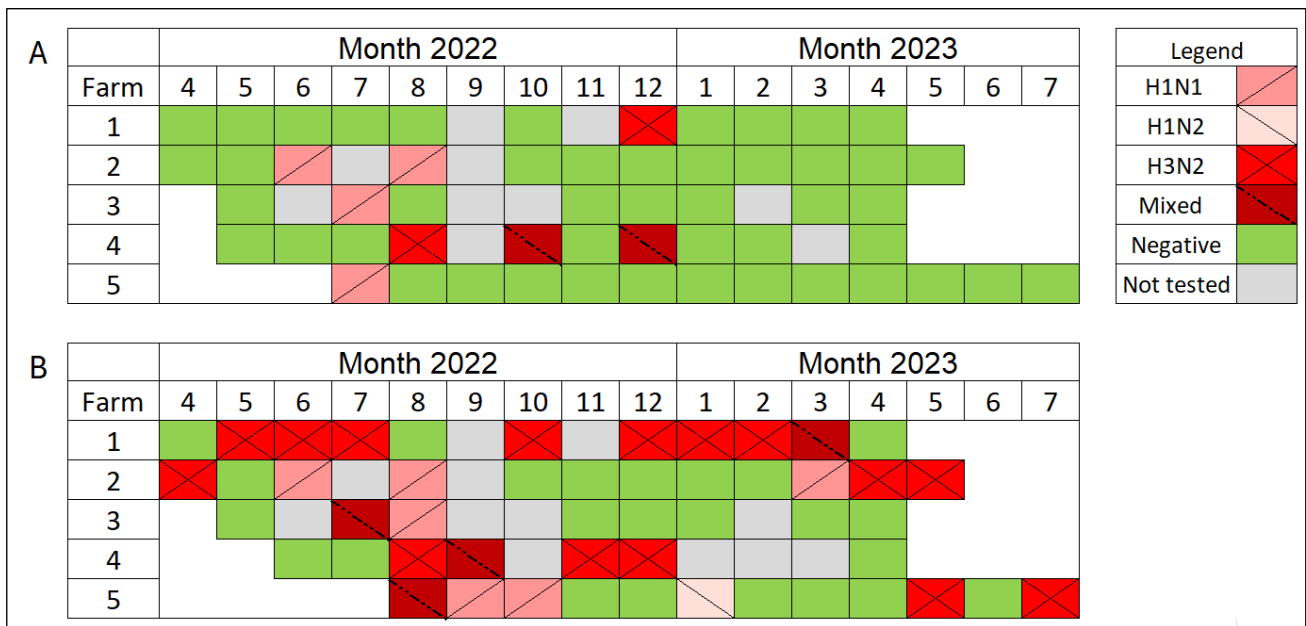 A
Month 2022 Month 2023
Farm 4 5 6 7 8 9 10 11 12 1 2 3 4 5 6 7
1
2
3
4
5
Legend
H1N1
H1N2
H3N2
Mixed
Negative
Not tested
B
Month 2022 Month 2023
Farm 4 5 6 7 8 9 10 11 12 1 2 3 4 5 6 7
1
2
3
4
5